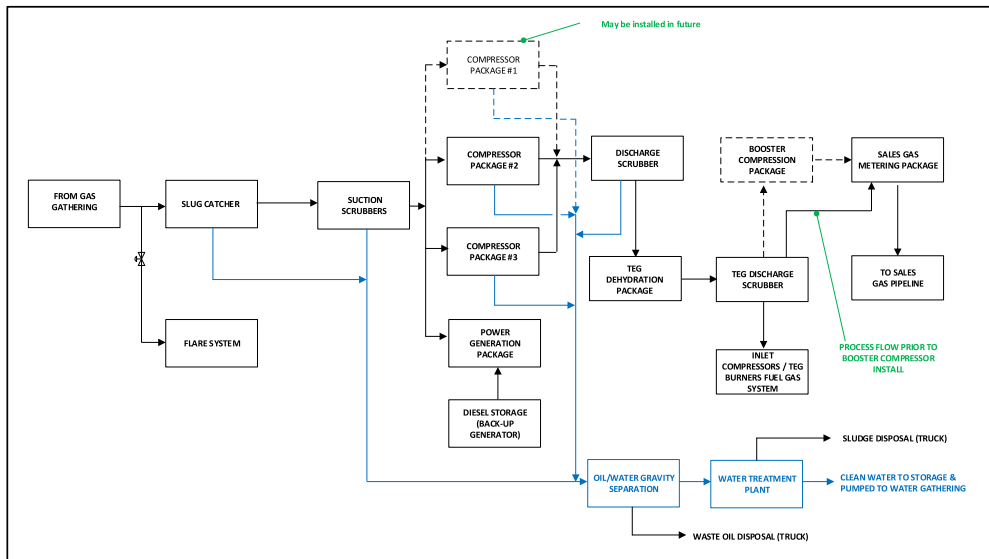 May be installed in future
COMPRESSOR
PACKAGE #1
COMPRESSOR
PACKAGE #2
DISCHARGE
SCRUBBER
BOOSTER
COMPRESSION
PACKAGE
SALES GAS
METERING PACKAGE
FROM GAS
GATHERING
SLUG CATCHER
SUCTION
SCRUBBERS
COMPRESSOR
PACKAGE #3
TEG
DEHYDRATION
PACKAGE
TEG DISCHARGE
SCRUBBER
TO SALES
GAS PIPELINE
FLARE SYSTEM
POWER
GENERATION
PACKAGE
INLET
COMPRESSORS / TEG
BURNERS FUEL GAS
SYSTEM
PROCESS FLOW PRIOR TO
BOOSTER COMPRESSOR
INSTALL
DIESEL STORAGE
(BACK-UP
GENERATOR)
SLUDGE DISPOSAL (TRUCK)
OIL/WATER GRAVITY
SEPARATION
WATER TREATMENT
PLANT
CLEAN WATER TO STORAGE &
PUMPED TO WATER GATHERING
WASTE OIL DISPOSAL (TRUCK)